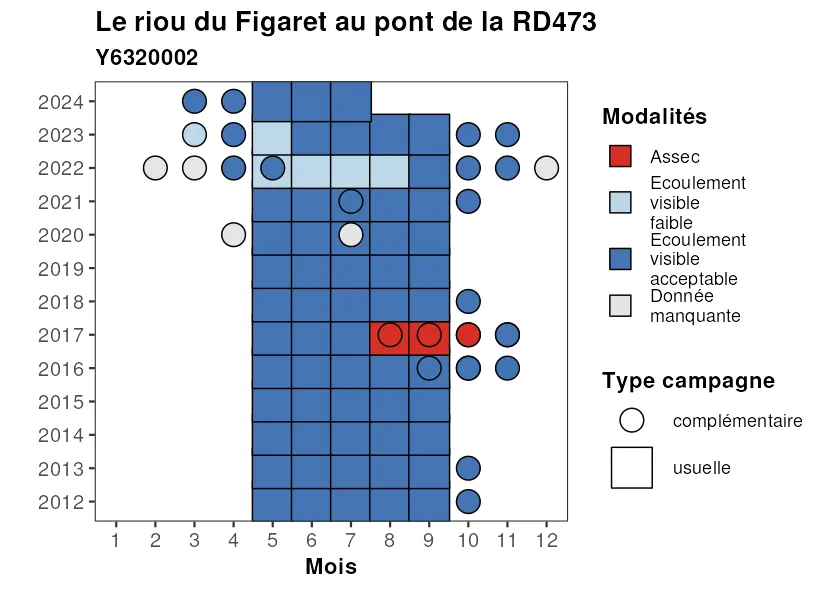 Le riou du Figaret au pont de la RD473
Y6320002
2024
2023
2022
2021
2020
2019
2018
2017
2016
2015
2014
2013
2012
1 2 3 4 5 6 7 8 9 10 11 12
Mois
Modalités
Assec
Ecoulement
visible
faible
Ecoulement
visible
acceptable
Donnée
manquante
Type campagne
complémentaire
usuelle